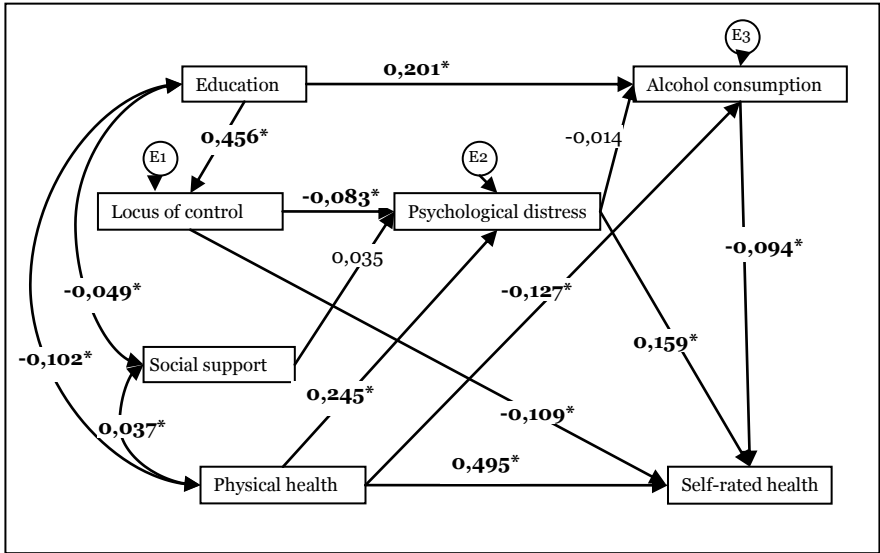 E3
Education
0,201*
Alcohol consumption
0,456*
-0,014
E1
E2
Locus of control
-0,083*
Psychological distress
0,035
-0,094*
-0,049*
-0,127*
0,159*
-0,102*
Social support
0,245*
-0,109*
0,037*
0,495*
Physical health
Self-rated health